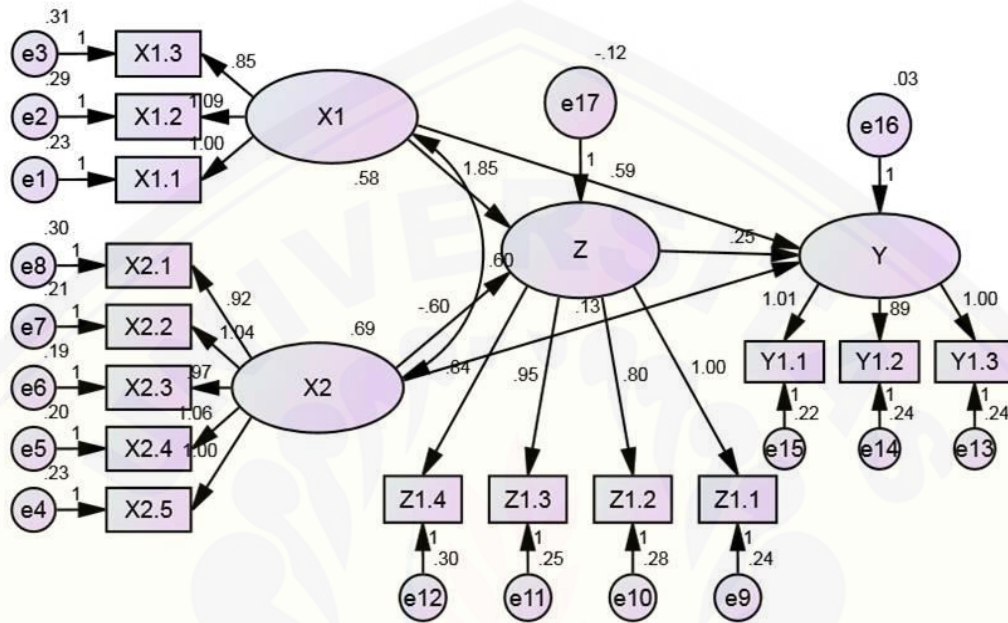 .31
e3 1 X1.3 .85
.29
e2 1 X1.2 1.09
.23
e1 1 X1.1 1.00
X1
.58
-.12
e17
1
.03
e16
1
1.85
.59
Z
.25
Y
.60
-.60
.13
.30
e8 1 X2.1 .92
.21
e7 1 X2.2 1.04
.19
e6 1 X2.3 .97
.20
e5 1 X2.4 1.06
.23
e4 1 X2.5 1.00
.69
X2
1.01 .89 1.00
Y1.1 Y1.2 Y1.3
1 1 1
.22 .24 .24
e15 e14 e13
.84 .95 .80 1.00
Z1.4 Z1.3 Z1.2 Z1.1
1 1 1 1
.30 .25 .28 .24
e12 e11 e10 e9